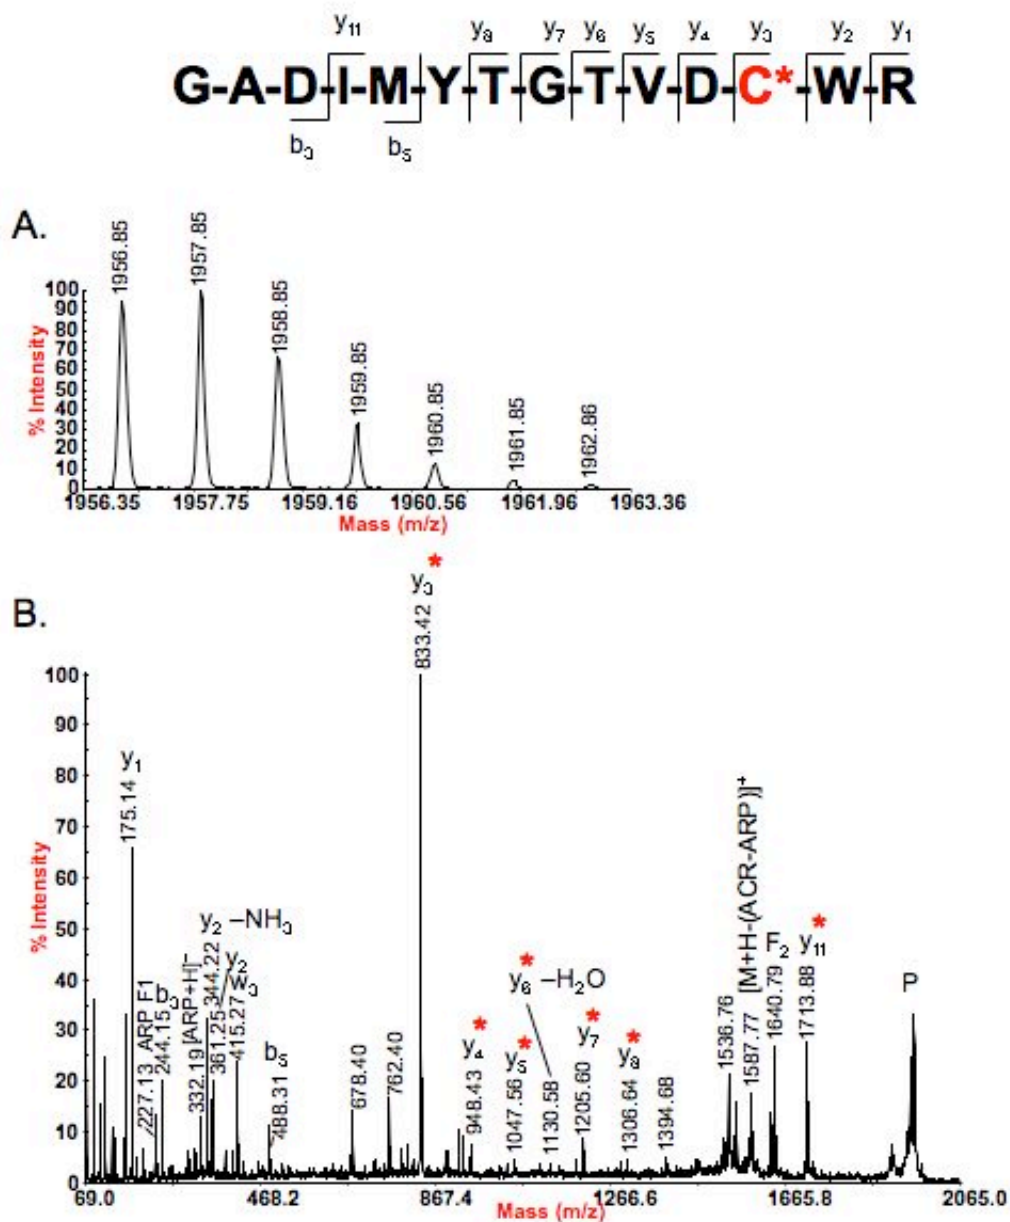 y₁₁ y₈ y₇ y₆ y₅ y₄ y₃ y₂ y₁
G-A-D-I-M-Y-T-G-T-V-D-C*-W-R
b₃ b₅
A.
1956.85 1957.85 1958.85 1959.85 1960.85 1961.85 1962.86
% Intensity
100
90
80
70
60
50
40
30
20
10
0
1956.35 1957.75 1959.16 1960.56 1961.96 1963.36
Mass (m/z)
B.
y₃*
833.42
% Intensity
100
90
80
70
60
50
40
30
20
10
0
y₁
175.14
227.13 ARP F1
244.15 b₃
332.19 [ARP+H]⁺
344.22 y₂ –NH₃
361.25 y₂
415.27 w₃
b₅
488.31
678.40
762.40
y₄*
948.43
y₅*
1047.56
y₆* –H₂O
1130.58
y₇*
1205.60
y₈*
1306.64
1394.68
1536.76
1587.77 [M+H-(ACR-ARP)]⁺
F₂
1640.79
y₁₁*
1713.88
P
69.0 468.2 867.4 1266.6 1665.8 2065.0
Mass (m/z)